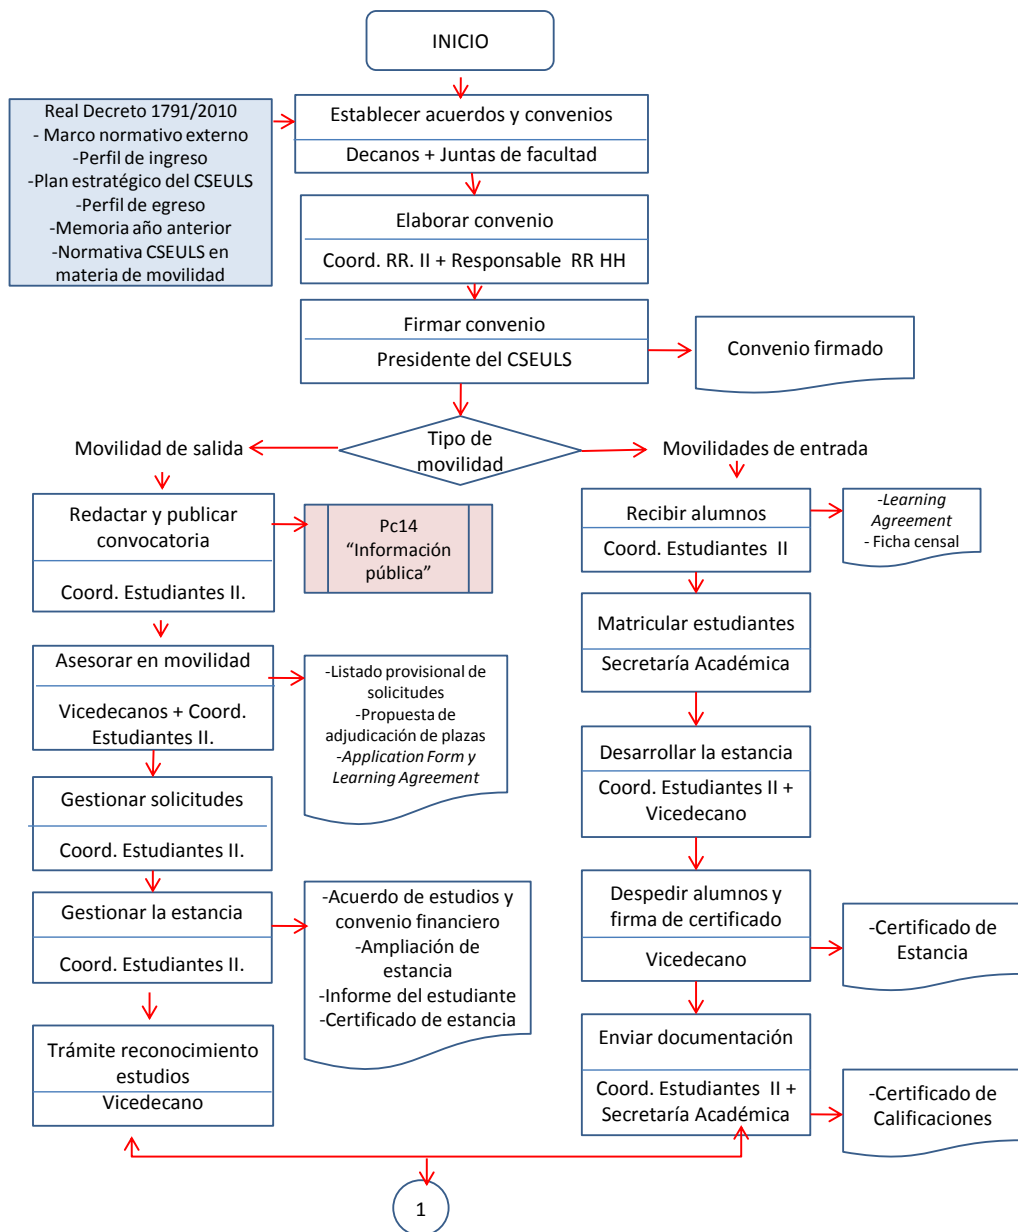 INICIO
Real Decreto 1791/2010
- Marco normativo externo
-Perfil de ingreso
-Plan estratégico del CSEULS
-Perfil de egreso
-Memoria año anterior
-Normativa CSEULS en
materia de movilidad
Establecer acuerdos y convenios
Decanos + Juntas de facultad
Elaborar convenio
Coord. RR. II + Responsable RR HH
Firmar convenio
Presidente del CSEULS
Convenio firmado
Tipo de
movilidad
Movilidad de salida
Movilidades de entrada
Redactar y publicar
convocatoria
Coord. Estudiantes II.
Pc14
“Información
pública”
Asesorar en movilidad
Vicedecanos + Coord.
Estudiantes II.
-Listado provisional de
solicitudes
-Propuesta de
adjudicación de plazas
-Application Form y
Learning Agreement
Gestionar solicitudes
Coord. Estudiantes II.
Gestionar la estancia
Coord. Estudiantes II.
-Acuerdo de estudios y
convenio financiero
-Ampliación de
estancia
-Informe del estudiante
-Certificado de estancia
Trámite reconocimiento
estudios
Vicedecano
Recibir alumnos
Coord. Estudiantes II
-Learning
Agreement
- Ficha censal
Matricular estudiantes
Secretaría Académica
Desarrollar la estancia
Coord. Estudiantes II +
Vicedecano
Despedir alumnos y
firma de certificado
Vicedecano
-Certificado de
Estancia
Enviar documentación
Coord. Estudiantes II +
Secretaría Académica
-Certificado de
Calificaciones
1